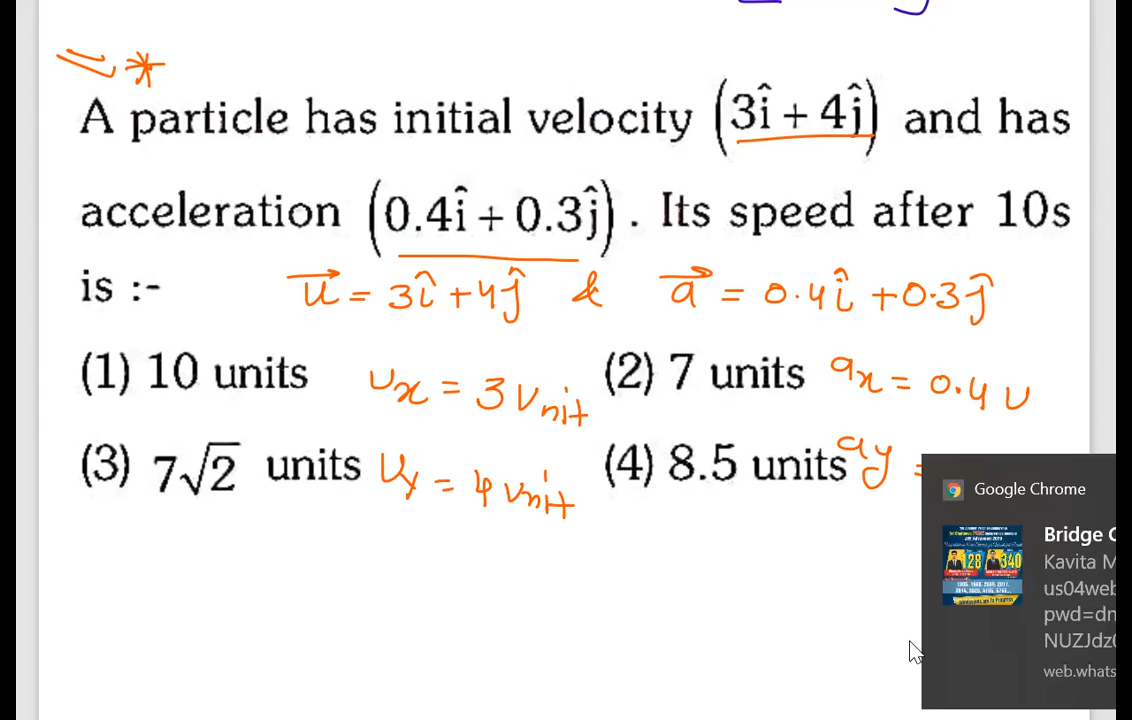 A particle has initial velocity (3î + 4ĵ) and has
acceleration (0.4î + 0.3ĵ). Its speed after 10s
is :- u⃗ = 3î + 4ĵ & a⃗ = 0.4î + 0.3ĵ
(1) 10 units ux = 3 Unit (2) 7 units ax = 0.4 U
(3) 7√2 units uy = 4 Unit (4) 8.5 units ay =
Google Chrome
Bridge C
Kavita M
us04web
pwd=dn
NUZJdz
web.whats
128 340